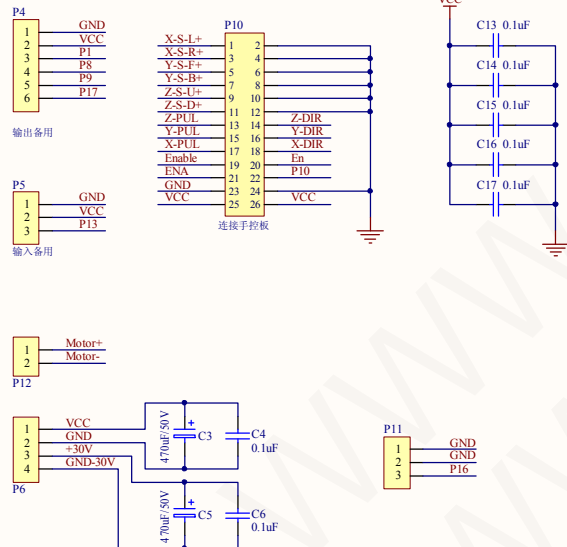 P4
1 GND
2 VCC
3 P1
4 P8
5 P9
6 P17
输出备用
P5
1 GND
2 VCC
3 P13
输入备用
P10
X-S-L+ 1 2
X-S-R+ 3 4
Y-S-F+ 5 6
Y-S-B+ 7 8
Z-S-U+ 9 10
Z-S-D+ 11 12
Z-PUL 13 14 Z-DIR
Y-PUL 15 16 Y-DIR
X-PUL 17 18 X-DIR
Enable 19 20 En
ENA 21 22 P10
GND 23 24
VCC 25 26 VCC
连接手控板
VCC
C13 0.1uF
C14 0.1uF
C15 0.1uF
C16 0.1uF
C17 0.1uF
1 Motor+
2 Motor-
P12
1 VCC
2 GND
3 +30V
4 GND-30V
P6
470uF/50V
+
C3
C4
0.1uF
470uF/50V
+
C5
C6
0.1uF
P11
1 GND
2 GND
3 P16